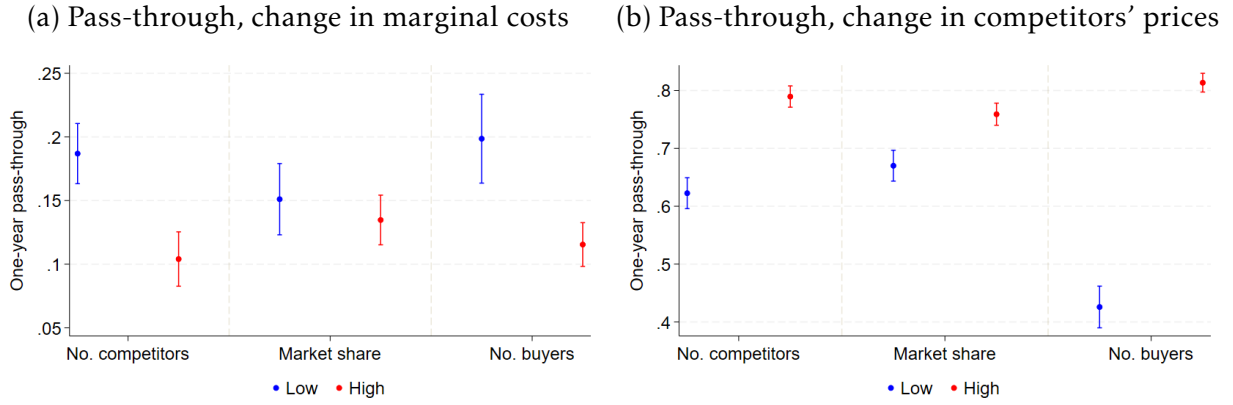 (a) Pass-through, change in marginal costs
One-year pass-through
.25
.2
.15
.1
.05
No. competitors
Market share
No. buyers
Low
High
(b) Pass-through, change in competitors’ prices
One-year pass-through
.8
.7
.6
.5
.4
No. competitors
Market share
No. buyers
Low
High